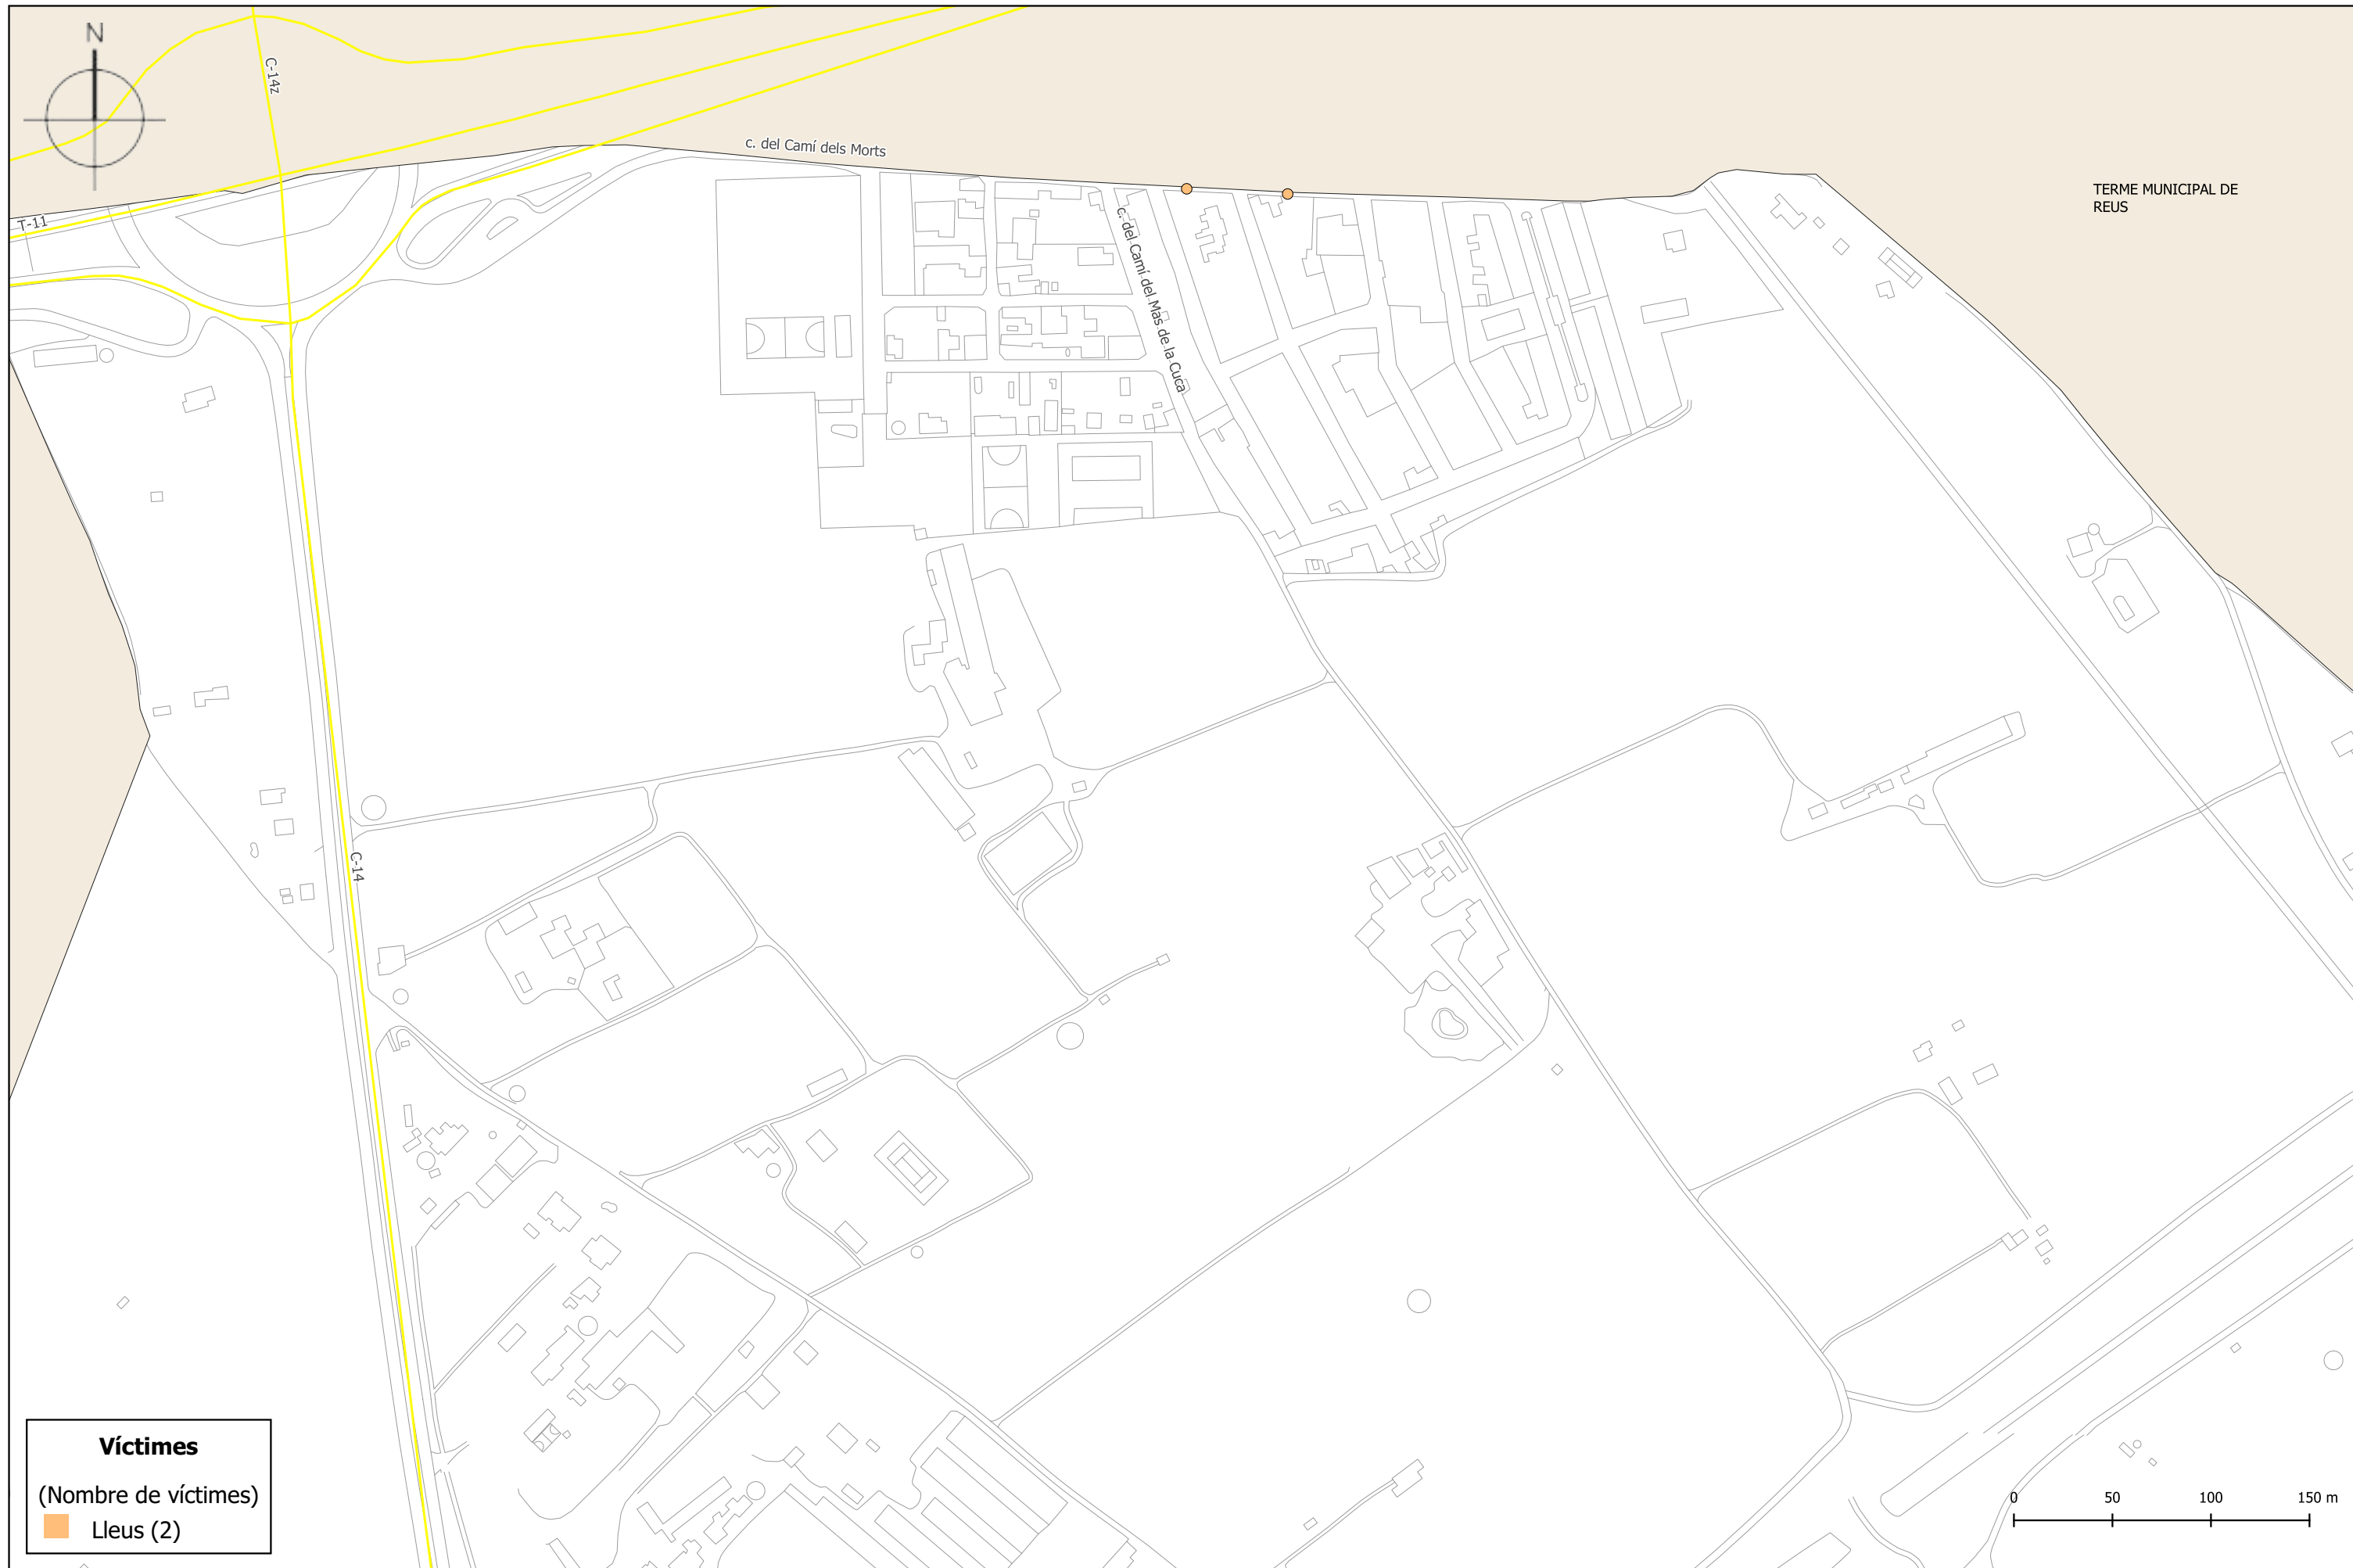 N
C-14z
c. del Camí dels Morts
TERME MUNICIPAL DE
REUS
T-11
c. del Camí del Mas de la Cuca
C-14
Víctimes
(Nombre de víctimes)
Lleus (2)
0 50 100 150 m